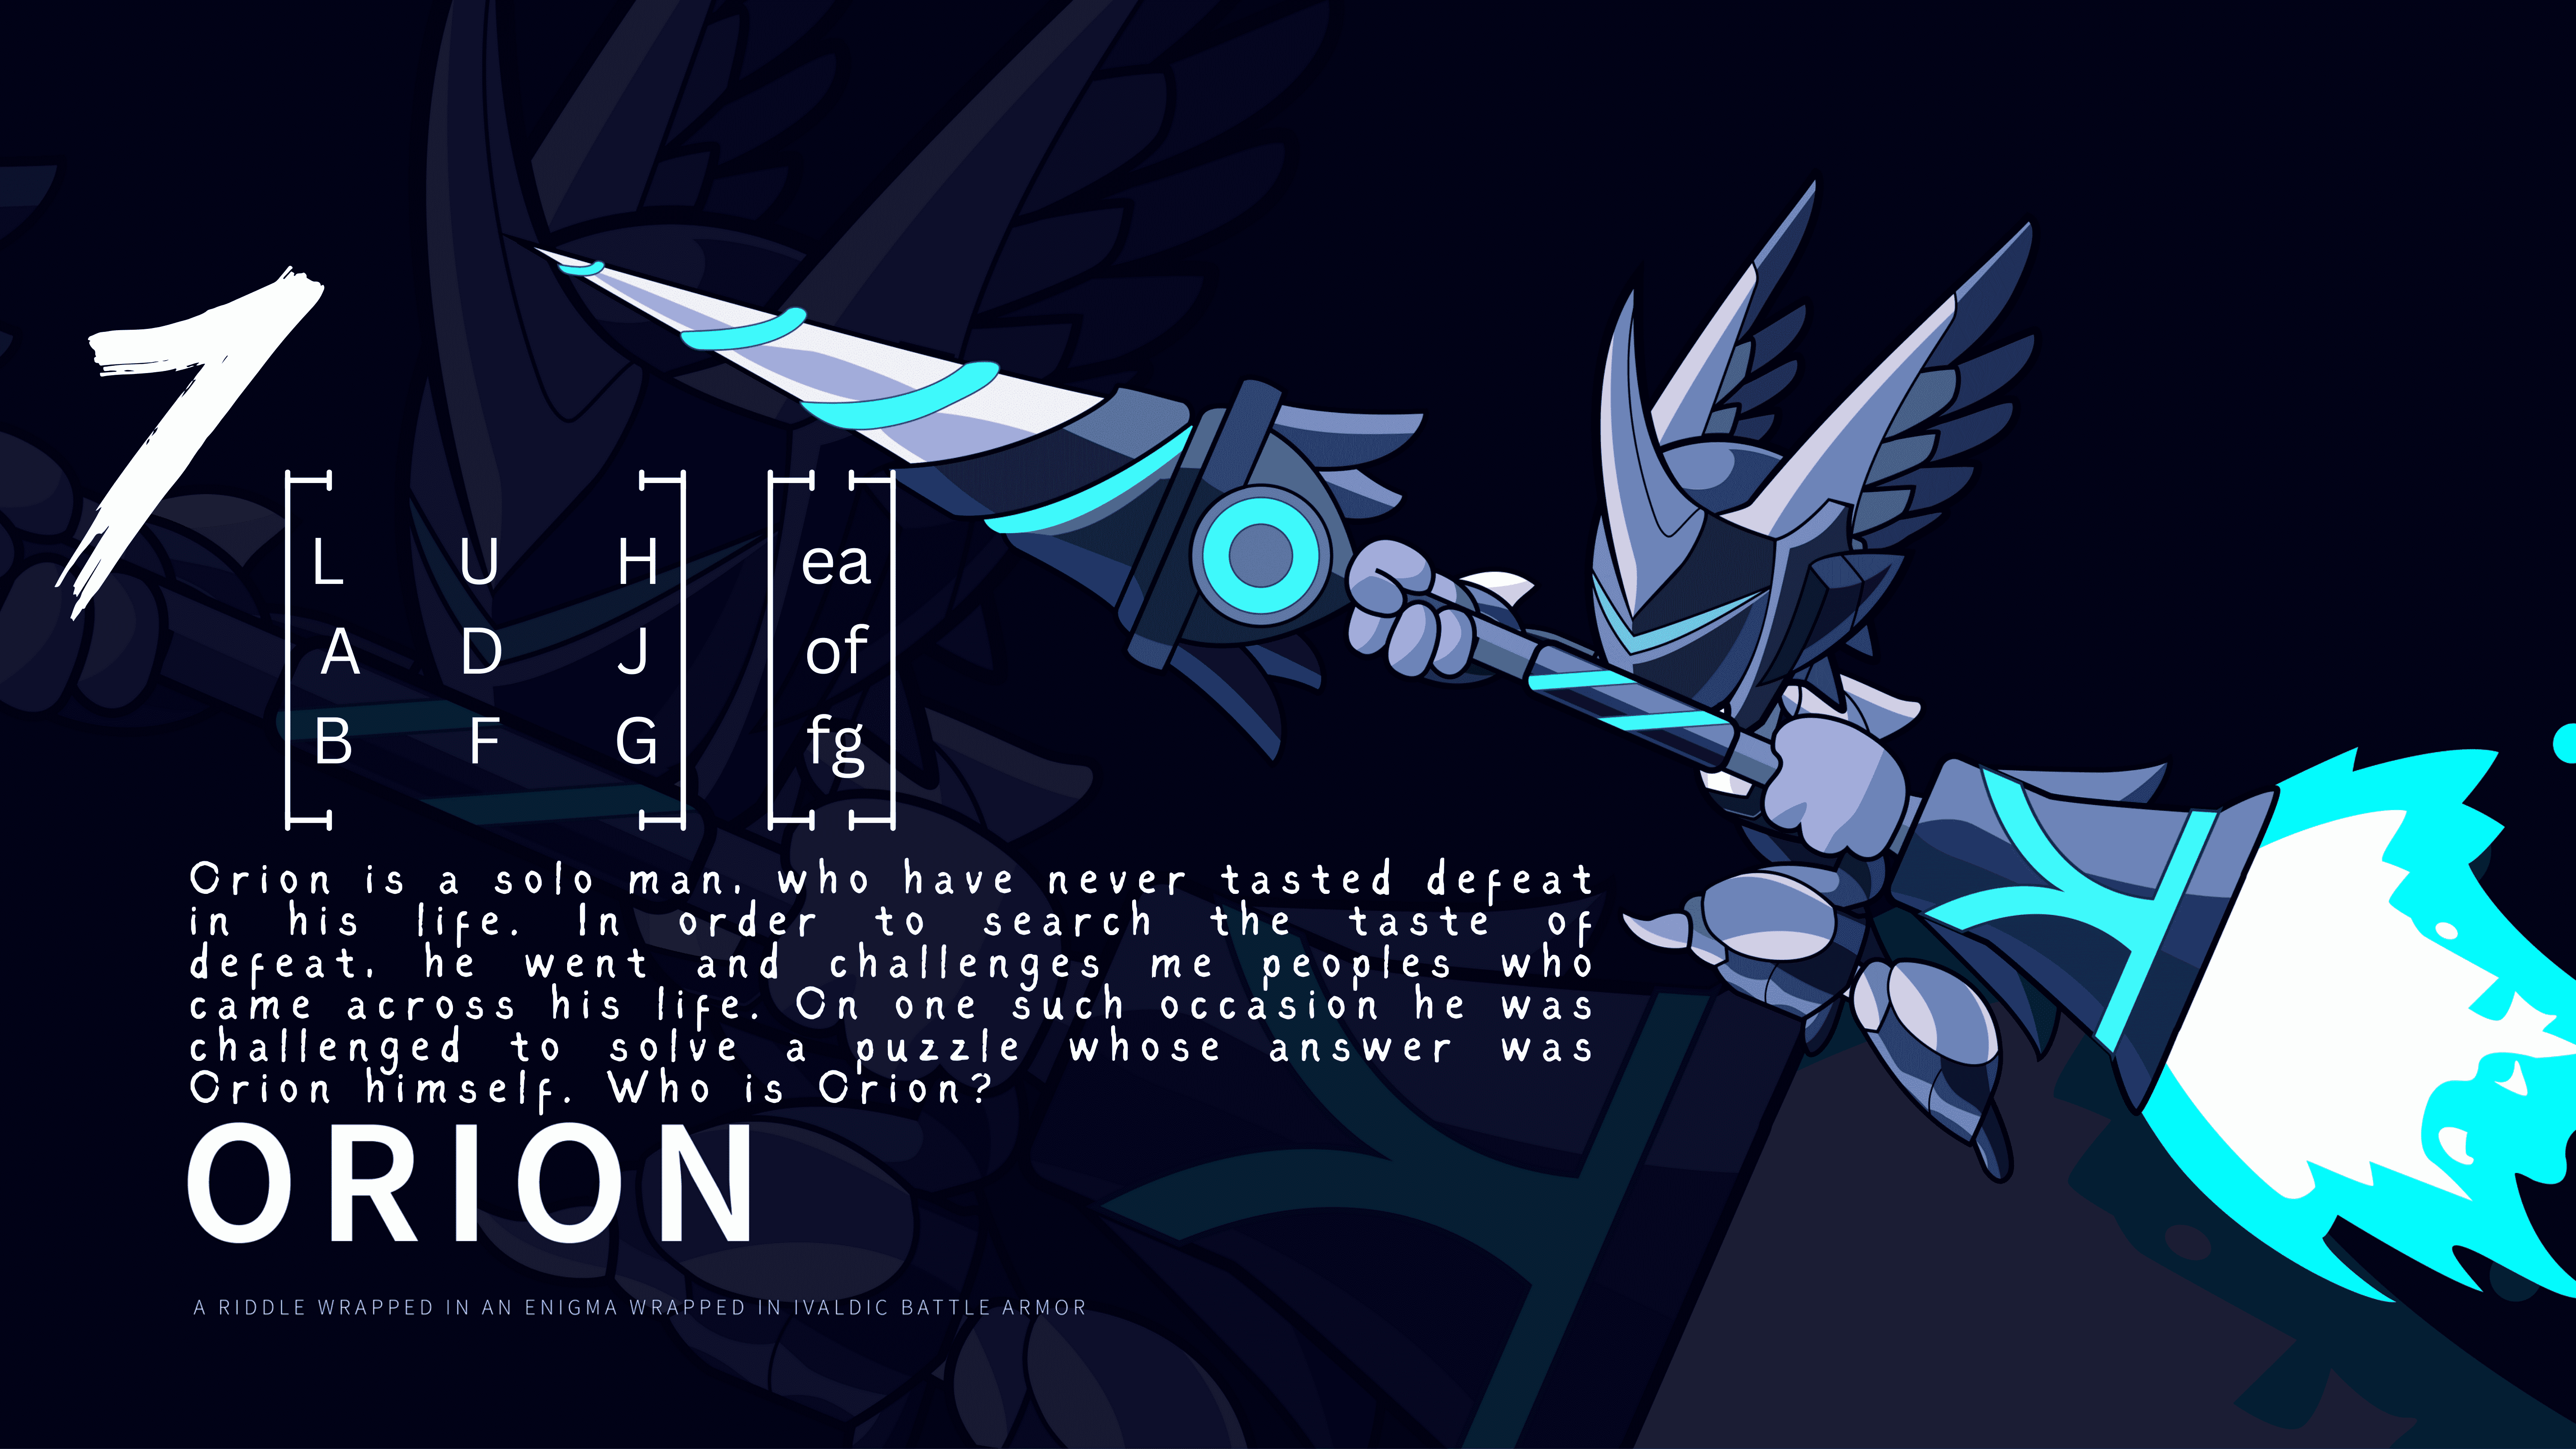 1
L U H ea
A D J of
B F G fg
Orion is a solo man, who have never tasted defeat
in his life. In order to search the taste of
defeat, he went and challenges me peoples who
came across his life. On one such occasion he was
challenged to solve a puzzle whose answer was
Orion himself. Who is Orion?
ORION
A RIDDLE WRAPPED IN AN ENIGMA WRAPPED IN IVALDIC BATTLE ARMOR